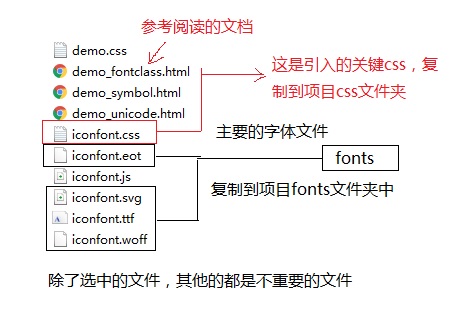 参考阅读的文档
demo.css
demo_fontclass.html
demo_symbol.html
demo_unicode.html
iconfont.css
iconfont.eot
iconfont.js
iconfont.svg
iconfont.ttf
iconfont.woff
这是引入的关键css，复
制到项目css文件夹
主要的字体文件
fonts
复制到项目fonts文件夹中
除了选中的文件，其他的都是不重要的文件